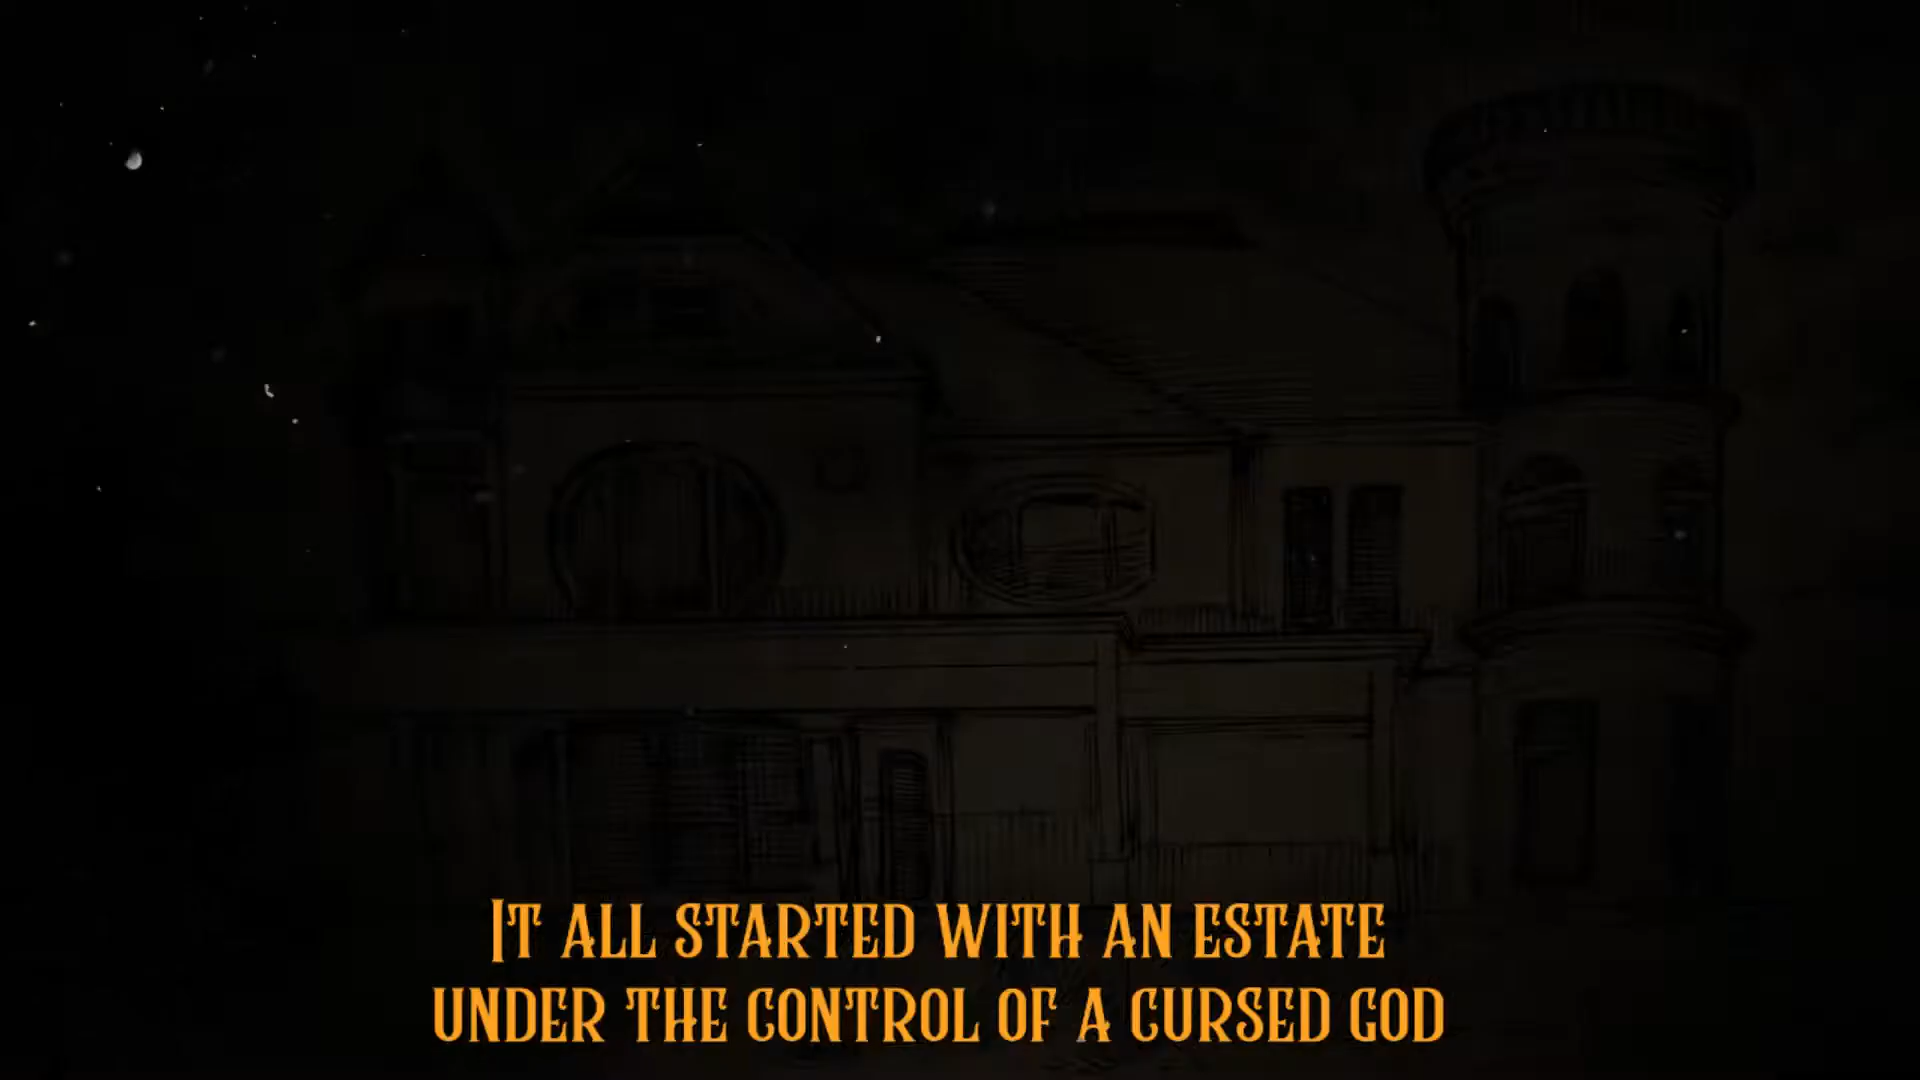 It all started with an estate
under the control of a cursed god